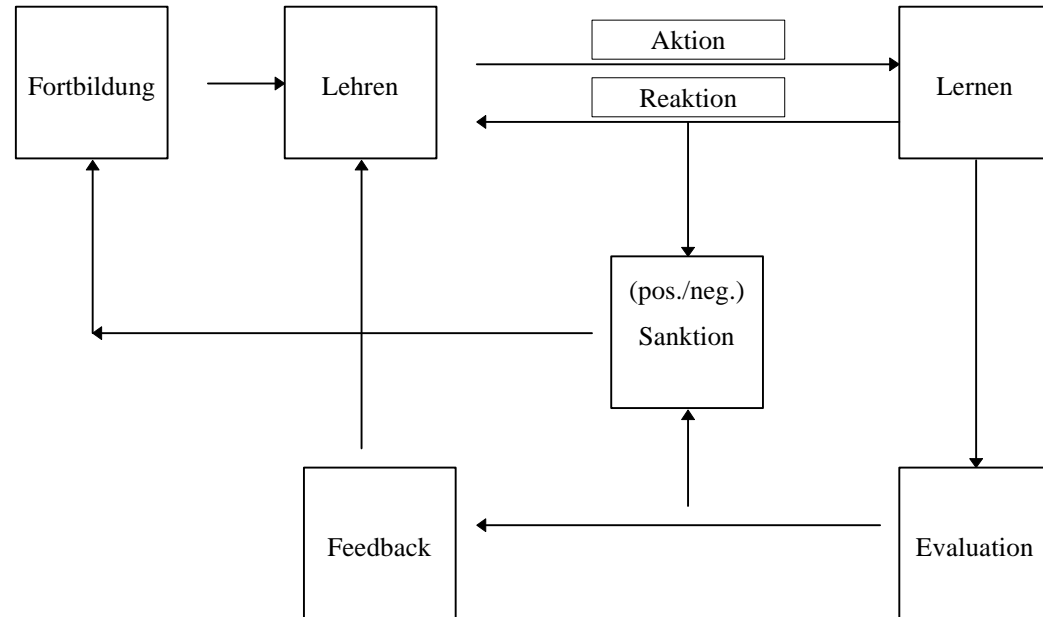 Aktion
Fortbildung
Lehren
Lernen
Reaktion
(pos./neg.)
Sanktion
Feedback
Evaluation